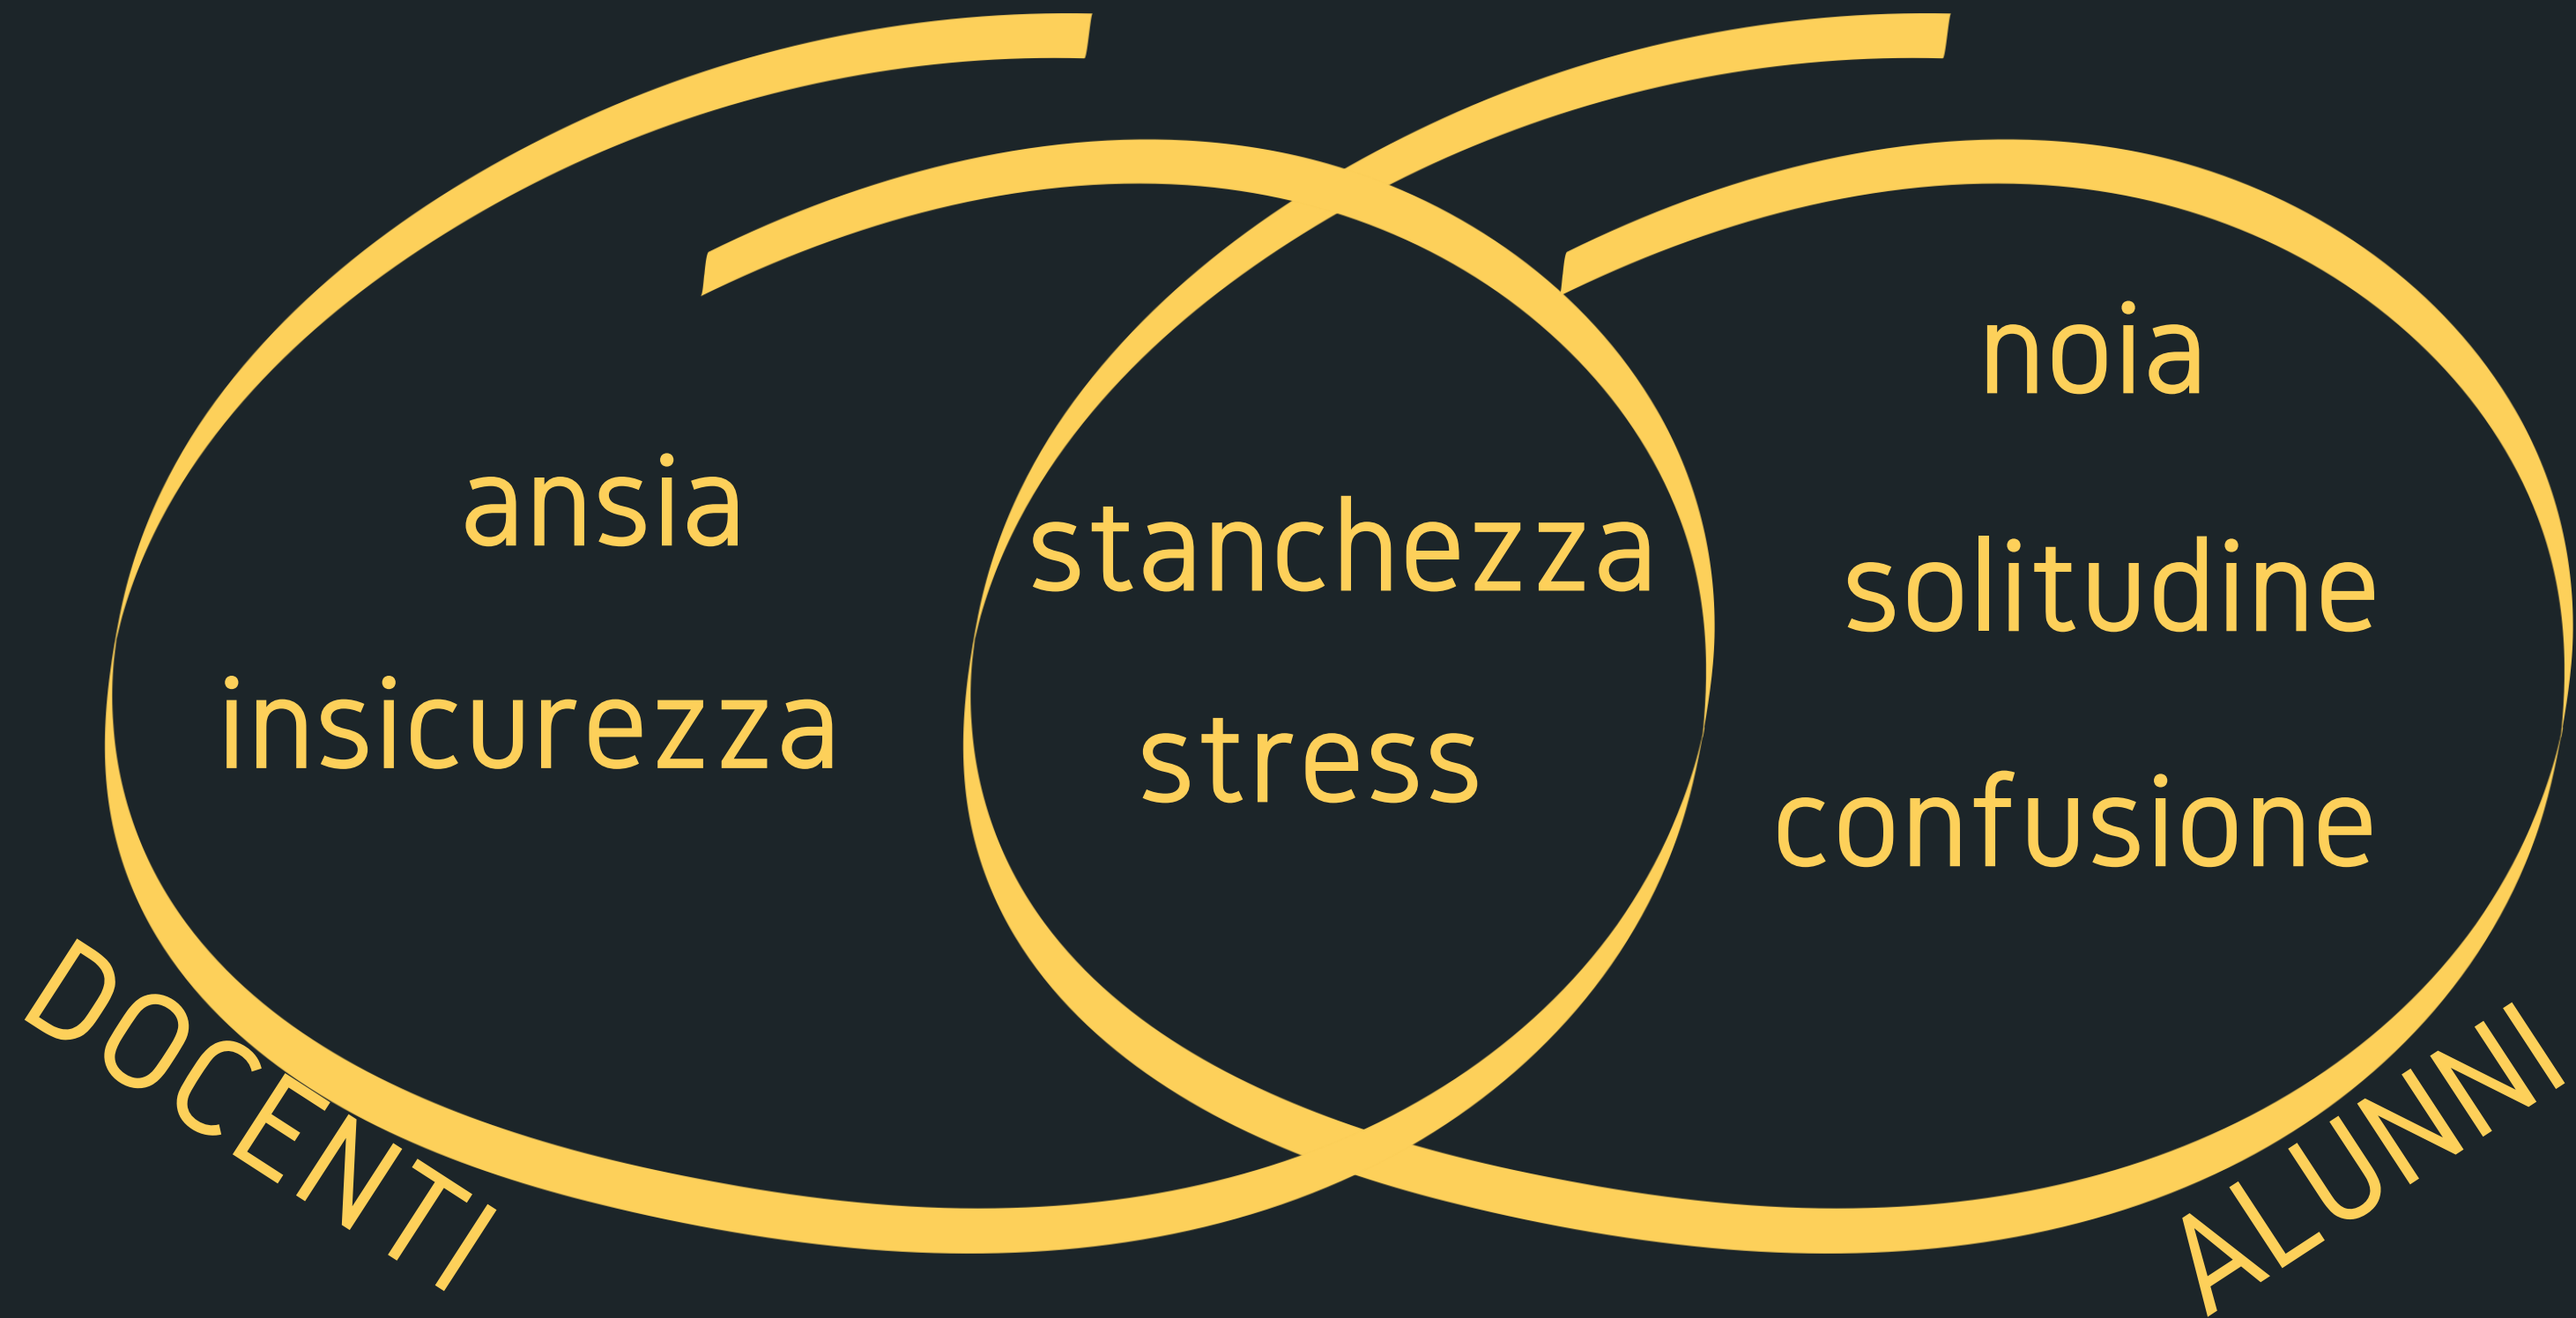 ansia
insicurezza
stanchezza
stress
noia
solitudine
confusione
DOCENTI
ALUNNI